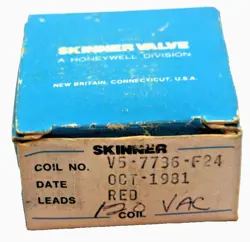 SKINNER VALVE
A HONEYWELL DIVISION
NEW BRITAIN, CONNECTICUT, U.S.A.
SKINNER
COIL NO. V5-7736-F24
DATE OCT-1981
LEADS RED
120 VAC
COIL